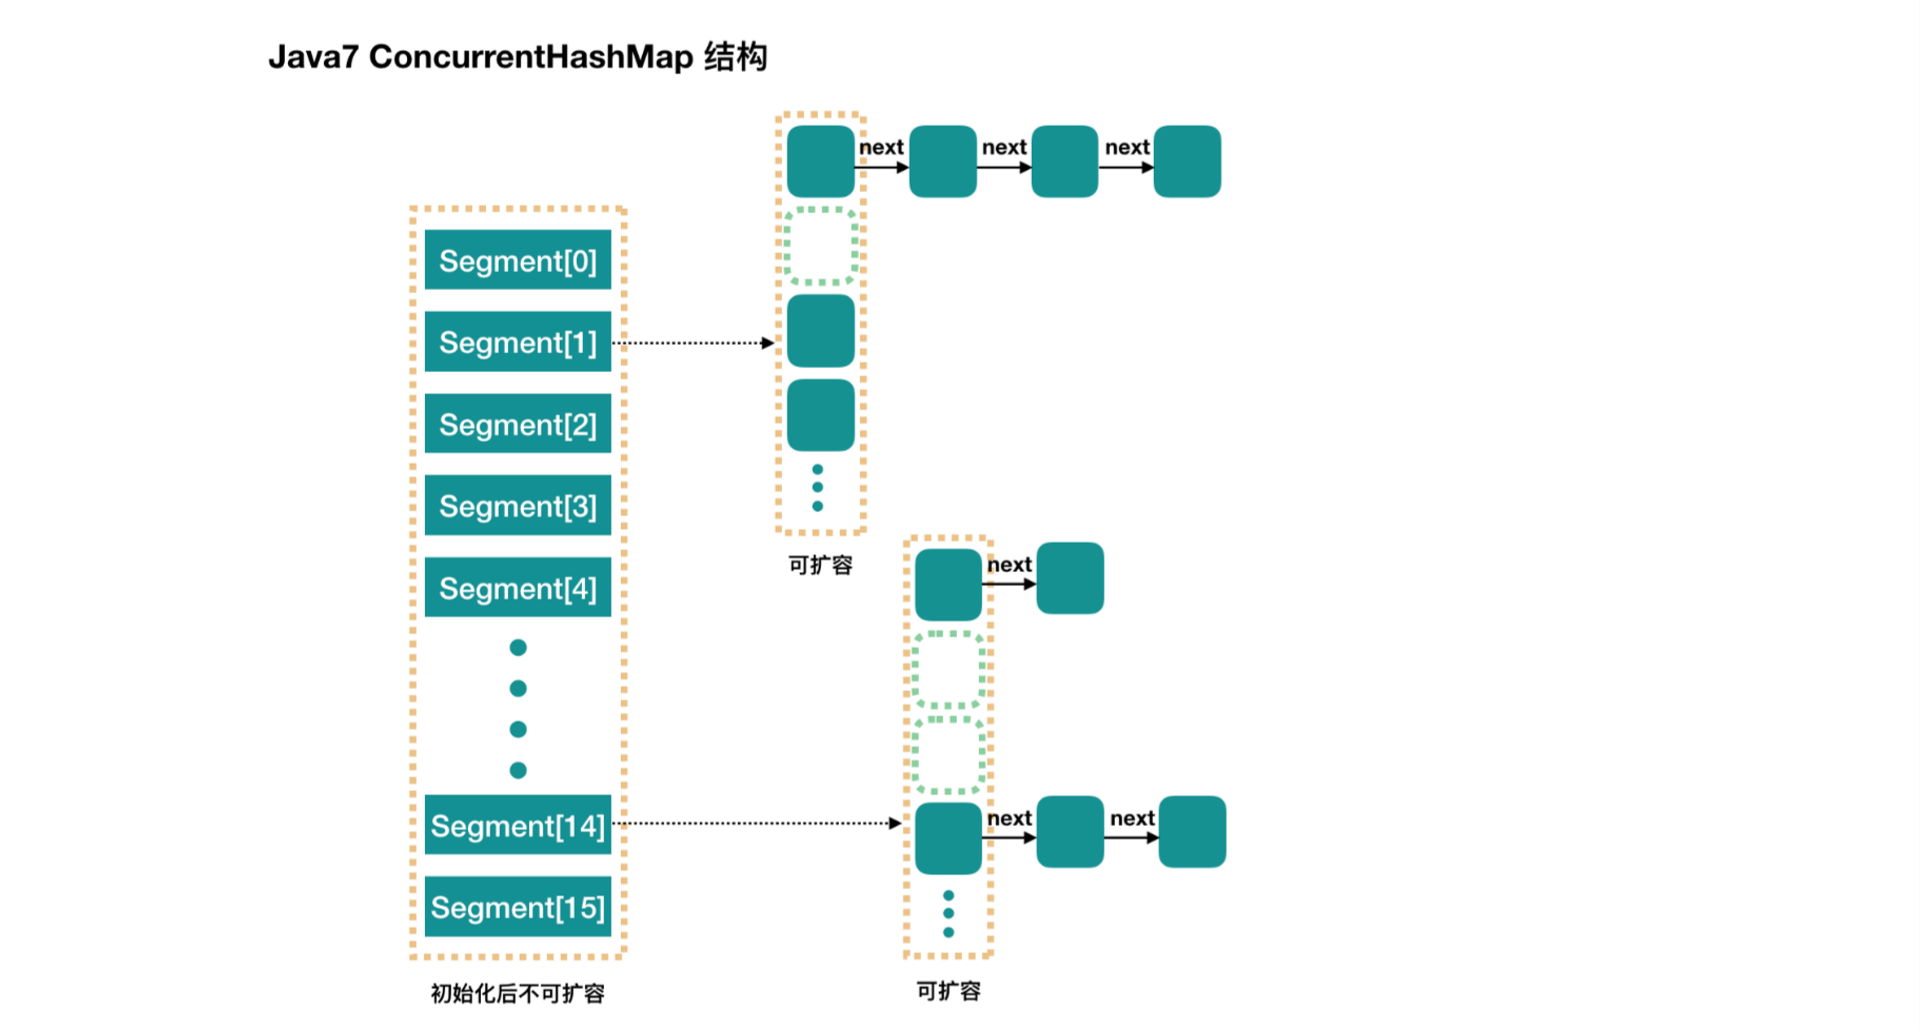 Java7 ConcurrentHashMap 结构
next next next
Segment[0]
Segment[1]
Segment[2]
Segment[3]
Segment[4]
可扩容
next
Segment[14]
next next
Segment[15]
初始化后不可扩容
可扩容